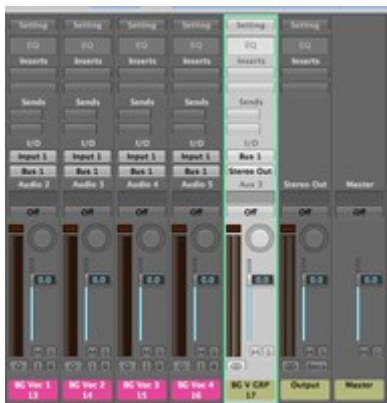 Setting Setting Setting Setting Setting Setting
EQ EQ EQ EQ EQ EQ
Inserts Inserts Inserts Inserts Inserts Inserts
Sends Sends Sends Sends Sends
I/O I/O I/O I/O I/O
Input 1 Input 1 Input 1 Input 1 Bus 1
Bus 1 Bus 1 Bus 1 Bus 1 Stereo Out
Audio 2 Audio 3 Audio 4 Audio 5 Aux 3 Stereo Out Master
Off Off Off Off Off Off Off
0.0 0.0 0.0 0.0 0.0 0.0 0.0
M S M S M S M S M S
BG Voc 1 BG Voc 2 BG Voc 3 BG Voc 4 BG V GRP Output Master
13 14 15 16 17